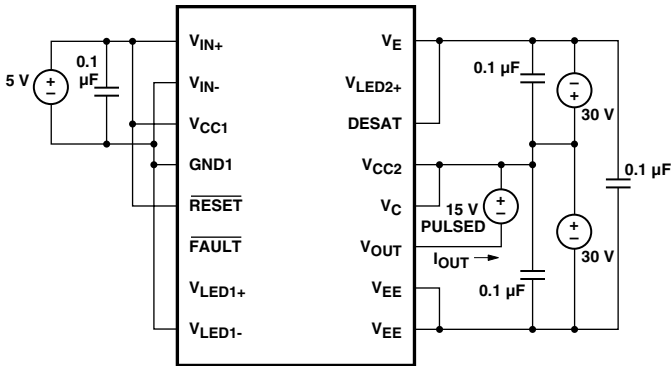 5 V
+
−
0.1
µF
VIN+
VIN-
VCC1
GND1
RESET
FAULT
VLED1+
VLED1-
VE
VLED2+
DESAT
VCC2
VC
VOUT
VEE
VEE
0.1 µF
−
+
30 V
0.1 µF
15 V
PULSED
+
−
IOUT
+
−
30 V
0.1 µF